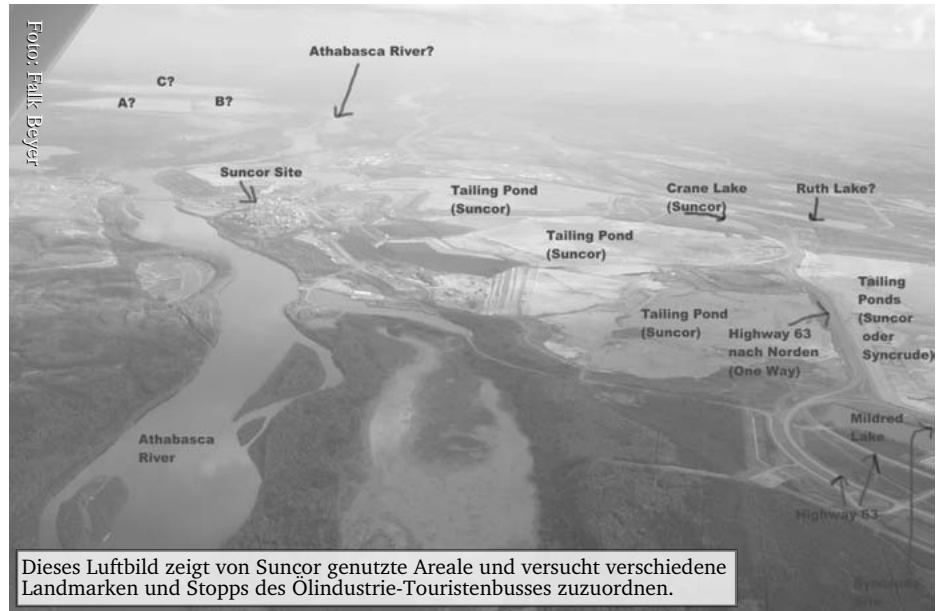 Foto: Falk Beyer
Athabasca River?
C?
A?
B?
Suncor Site
Tailing Pond
(Suncor)
Crane Lake
(Suncor)
Ruth Lake?
Tailing Pond
(Suncor)
Tailing
Ponds
(Suncor
oder
Syncrude)
Tailing Pond
(Suncor)
Highway 63
nach Norden
(One Way)
Mildred
Lake
Athabasca
River
Highway 63
Syncrude
Dieses Luftbild zeigt von Suncor genutzte Areale und versucht verschiedene
Landmarken und Stopps des Ölindustrie-Touristenbusses zuzuordnen.